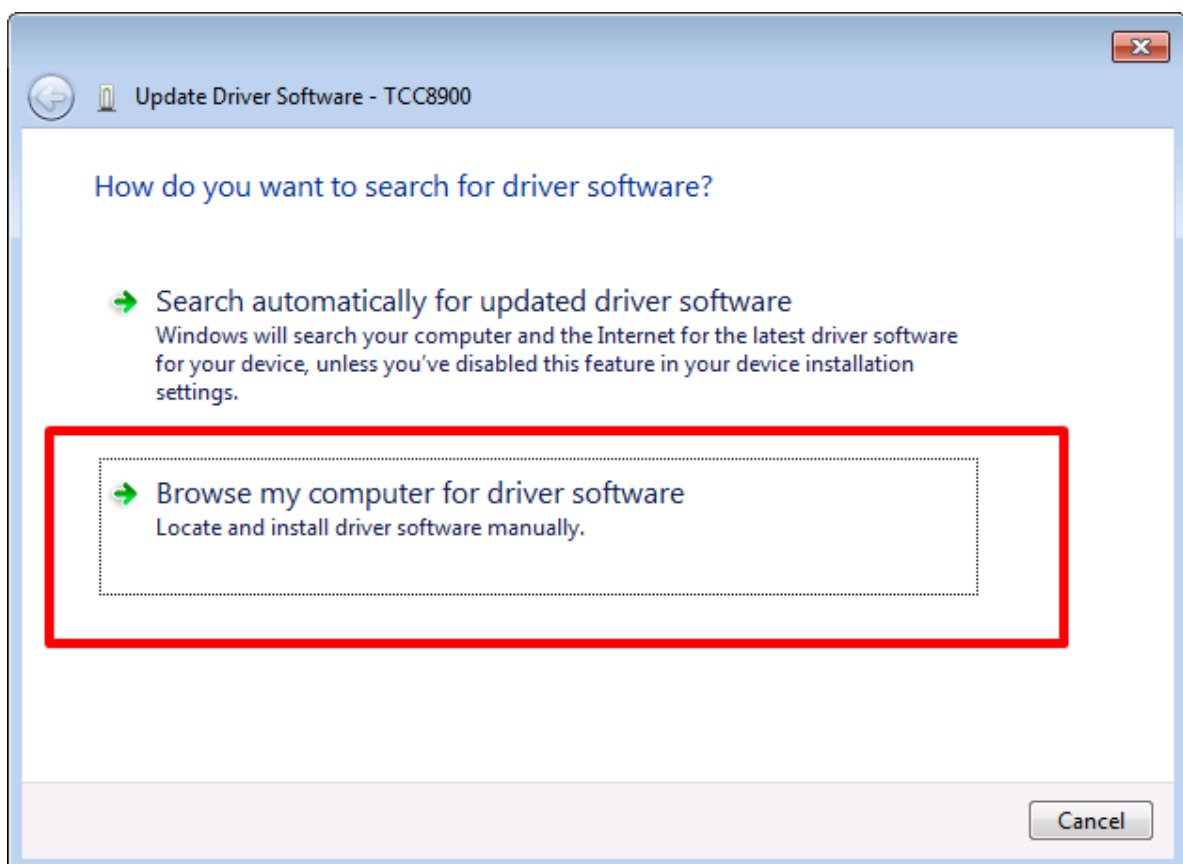 Update Driver Software - TCC8900
How do you want to search for driver software?
Search automatically for updated driver software
Windows will search your computer and the Internet for the latest driver software
for your device, unless you've disabled this feature in your device installation
settings.
Browse my computer for driver software
Locate and install driver software manually.
Cancel